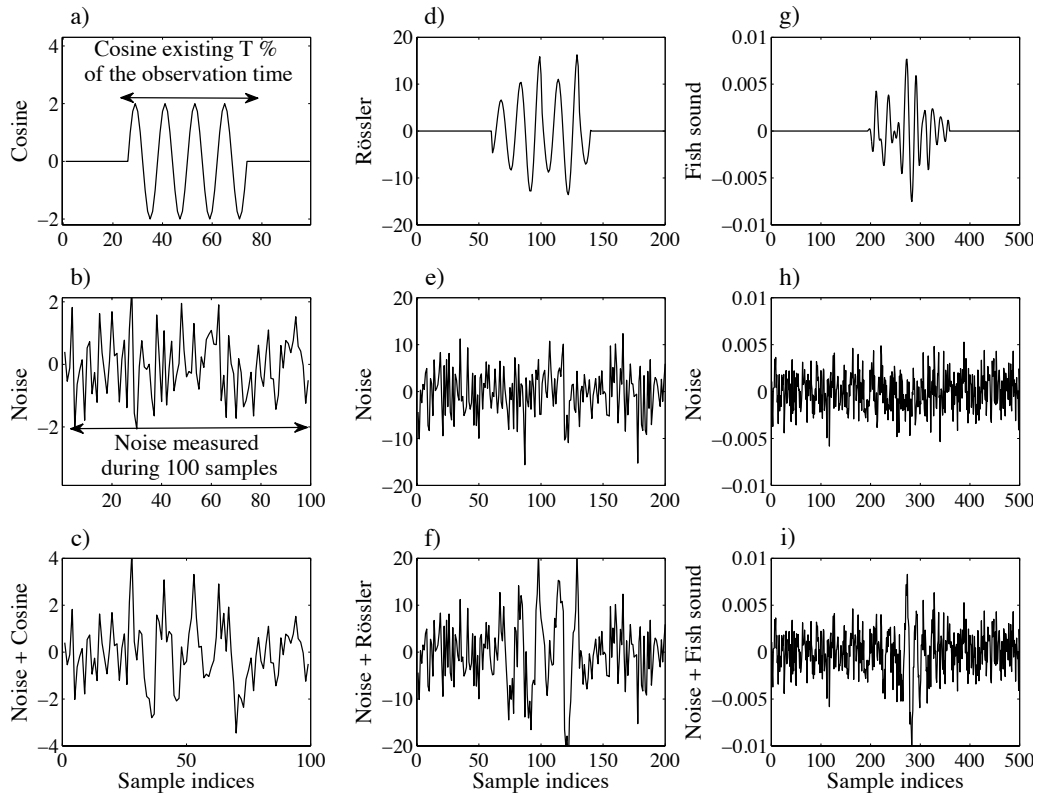 a)
Cosine existing T %
of the observation time
Cosine
4
2
0
−2
0 20 40 60 80
d)
Rössler
20
10
0
−10
−20
0 50 100 150 200
g)
Fish sound
0.01
0.005
0
−0.005
−0.01
0 100 200 300 400 500
b)
Noise
2
0
−2
Noise measured
during 100 samples
20 40 60 80 100
e)
Noise
20
10
0
−10
−20
0 50 100 150 200
h)
Noise
0.01
0.005
0
−0.005
−0.01
0 100 200 300 400 500
c)
Noise + Cosine
4
2
0
−2
−4
0 50 100
Sample indices
f)
Noise + Rössler
20
10
0
−10
−20
0 50 100 150 200
Sample indices
i)
Noise + Fish sound
0.01
0.005
0
−0.005
−0.01
0 100 200 300 400 500
Sample indices